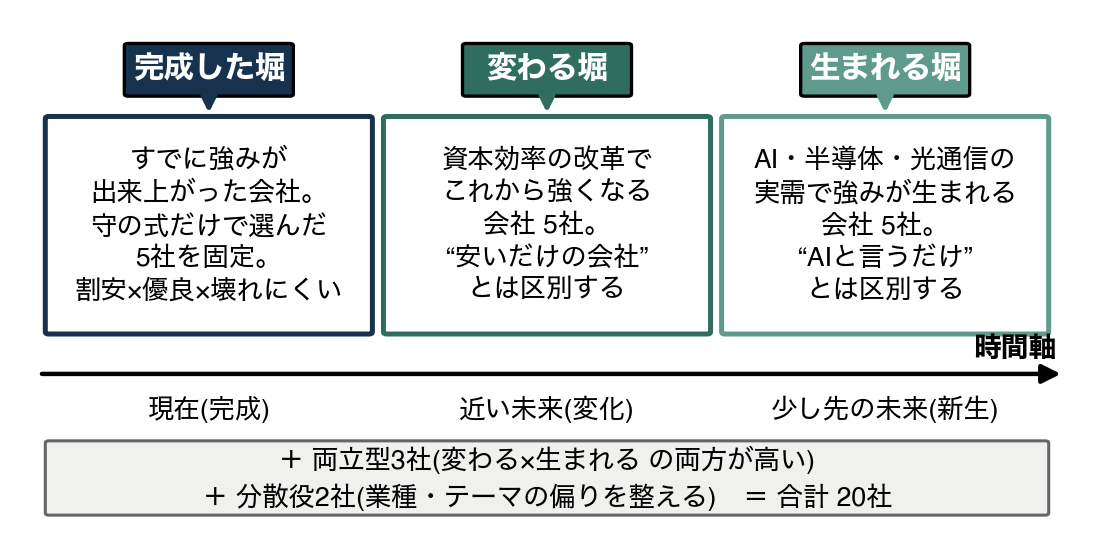 完成した堀
すでに強みが
出来上がった会社。
守の式だけで選んだ
5社を固定。
割安×優良×壊れにくい
変わる堀
資本効率の改革で
これから強くなる
会社 5社。
“安いだけの会社”
とは区別する
生まれる堀
AI・半導体・光通信の
実需で強みが生まれる
会社 5社。
“AIと言うだけ”
とは区別する
時間軸
現在(完成)
近い未来(変化)
少し先の未来(新生)
＋ 両立型3社(変わる×生まれる の両方が高い)
＋ 分散役2社(業種・テーマの偏りを整える)　＝ 合計 20社